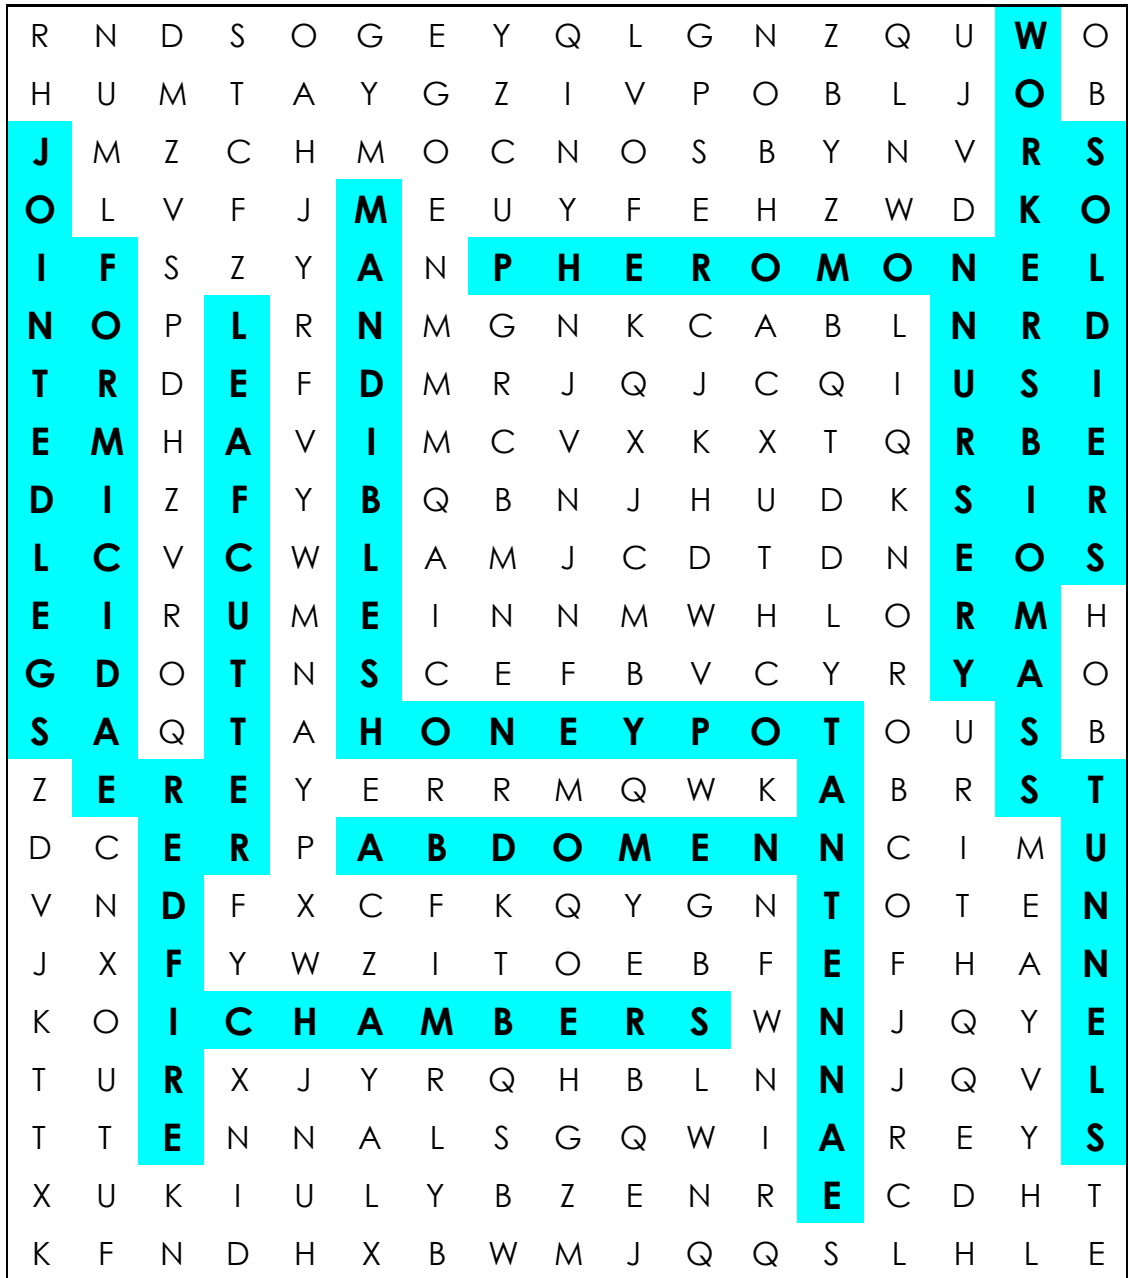 R N D S O G E Y Q L G N Z Q U W O
H U M T A Y G Z I V P O B L J O B
J M Z C H M O C N O S B Y N V R S
O L V F J M E U Y F E H Z W D K O
I F S Z Y A N P H E R O M O N E L
N O P L R N M G N K C A B L N R D
T R D E F D M R J Q J C Q I U S I
E M H A V I M C V X K X T Q R B E
D I Z F Y B Q B N J H U D K S I R
L C V C W L A M J C D T D N E O S
E I R U M E I N N M W H L O R M H
G D O T N S C E F B V C Y R Y A O
S A Q T A H O N E Y P O T O U S B
Z E R E Y E R R M Q W K A B R S T
D C E R P A B D O M E N N C I M U
V N D F X C F K Q Y G N T O T E N
J X F Y W Z I T O E B F E F H A N
K O I C H A M B E R S W N J Q Y E
T U R X J Y R Q H B L N N J Q V L
T T E N N A L S G Q W I A R E Y S
X U K I U L Y B Z E N R E C D H T
K F N D H X B W M J Q Q S L H L E